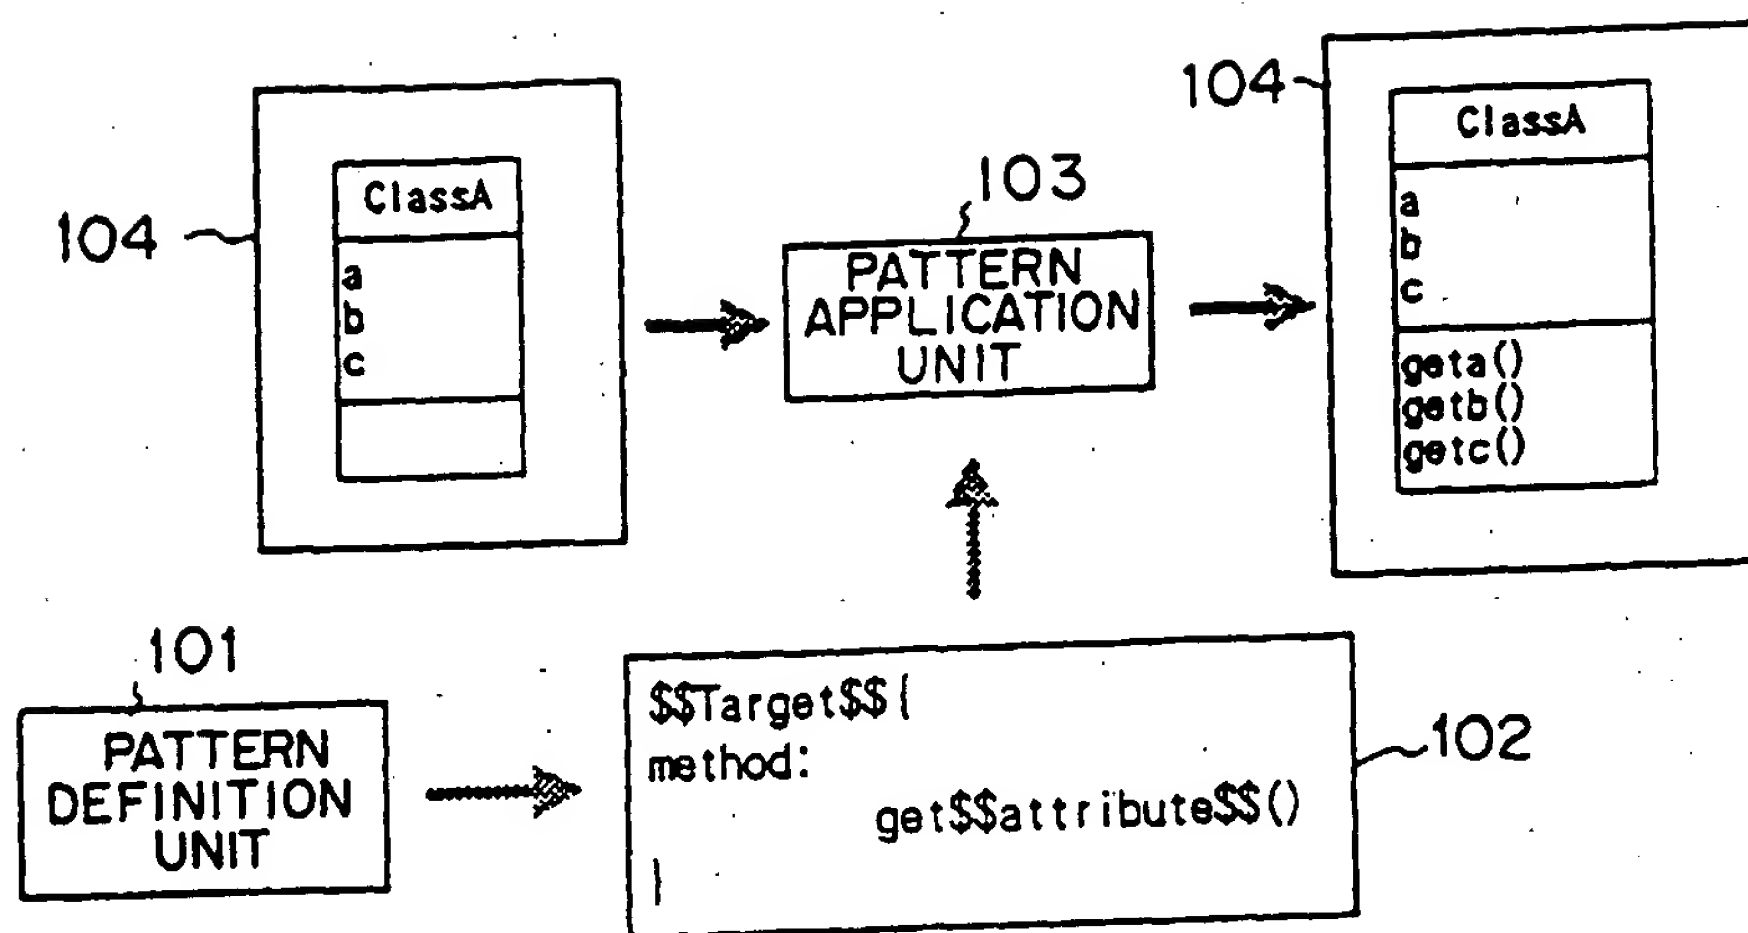 104
ClassA
a
b
c
103
PATTERN
APPLICATION
UNIT
104
ClassA
a
b
c
geta()
getb()
getc()
101
PATTERN
DEFINITION
UNIT
$$Target$${
method:
get$$attribute$$()
}
102